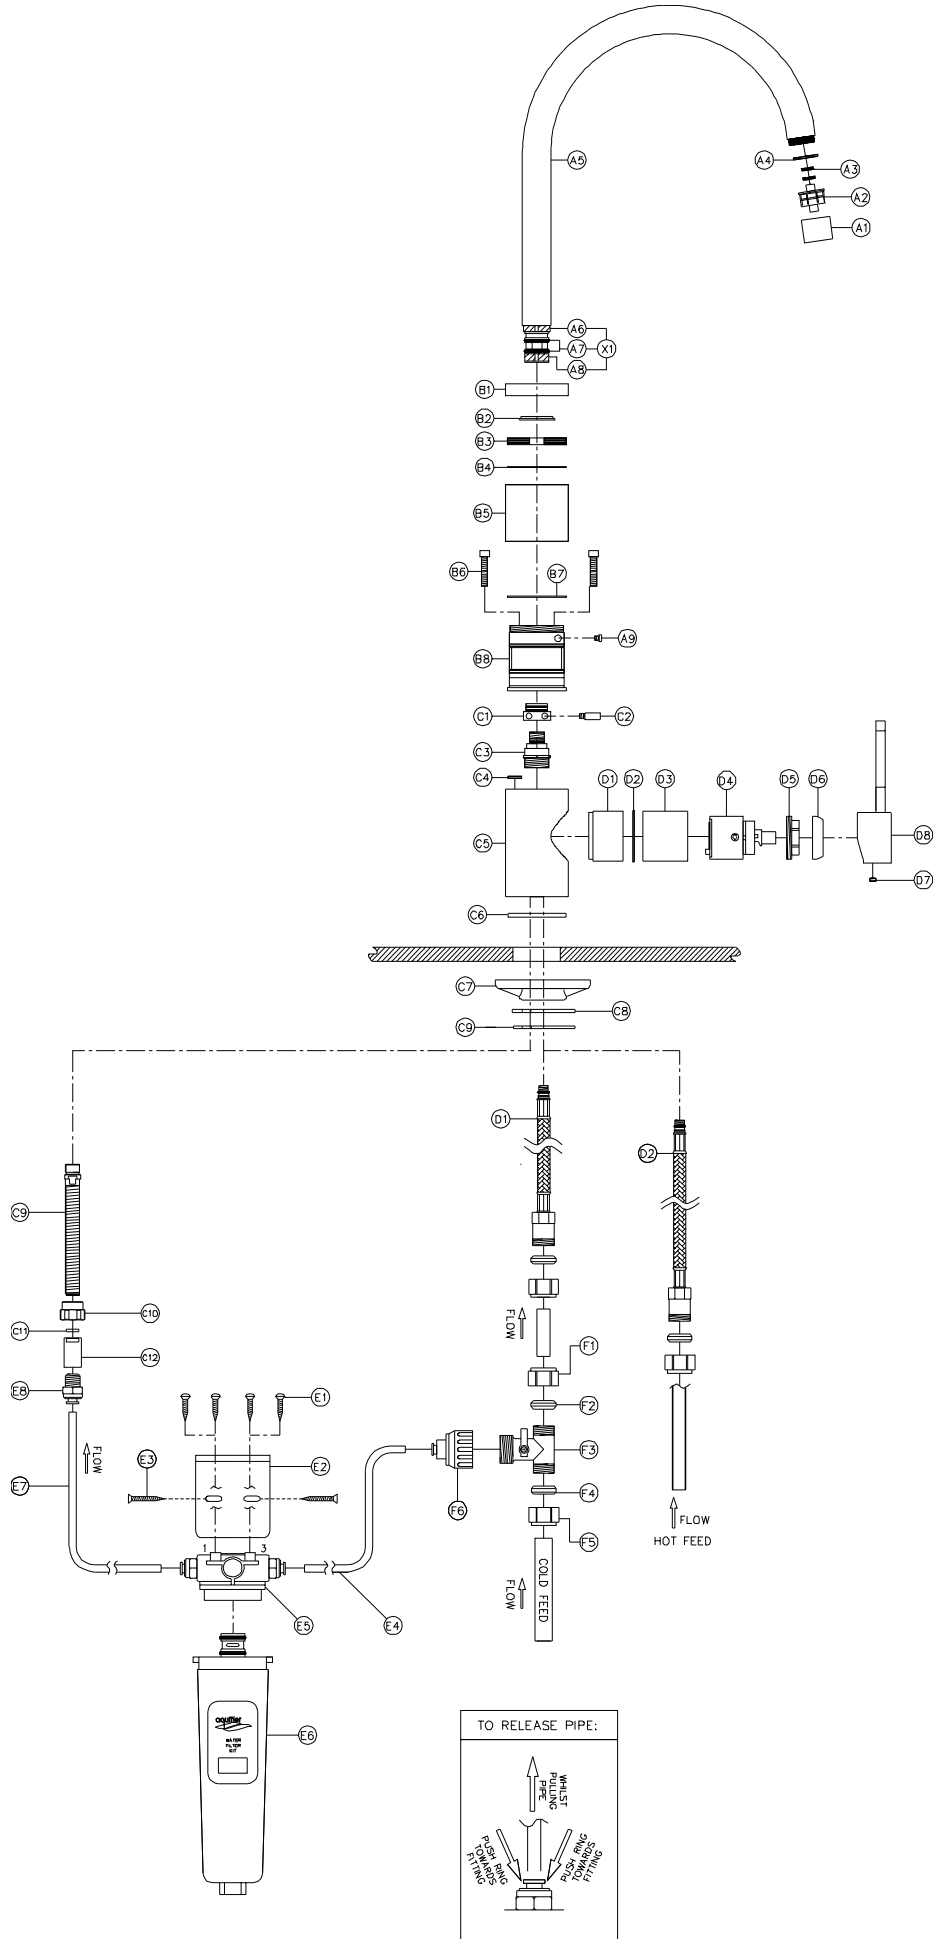 A5
A4
A3
A2
A1
A6
A7
X1
A8
B1
B2
B3
B4
B5
B6
B7
A9
B8
C1
C2
C3
C4
D1
D2
D3
D4
D5
D6
C5
D8
D7
C6
C7
C8
C9
D1
D2
C9
C10
C11
C12
E8
FLOW
F1
E1
F2
FLOW
E3
E2
F3
E7
F6
F4
F5
FLOW
HOT FEED
1
3
COLD FEED
FLOW
E5
E4
aquifier
WATER
FILTER
KIT
E6
TO RELEASE PIPE:
WHILST
PULLING
PIPE
PUSH RING
TOWARDS
FITTING
PUSH RING
TOWARDS
FITTING